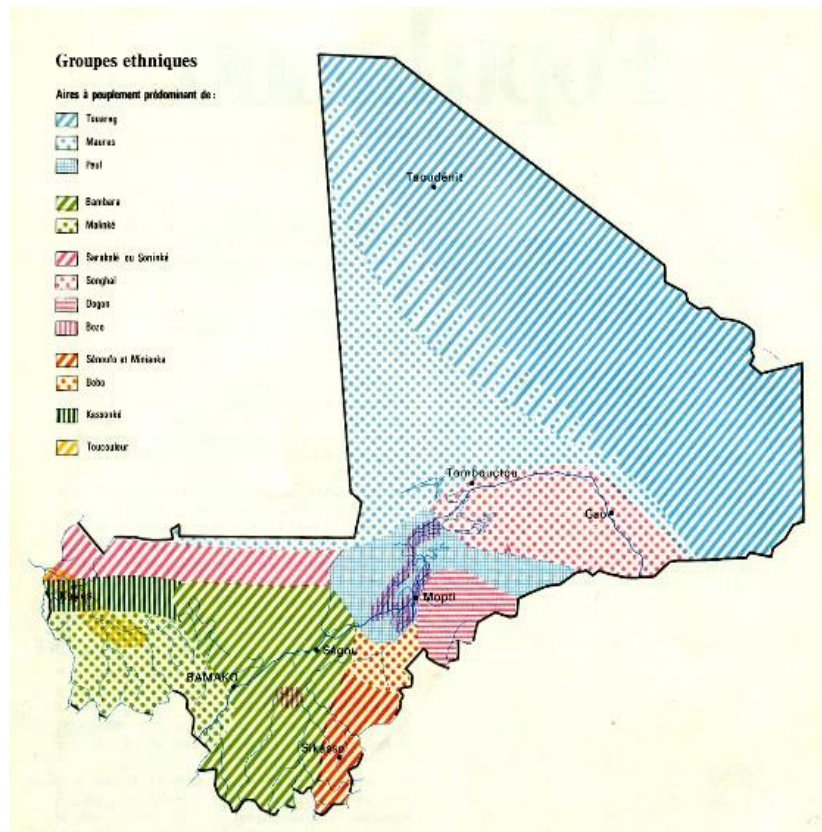 Groupes ethniques
Aires à peuplement prédominant de :
Touareg
Maures
Peul
Bambara
Malinké
Sarakolé ou Soninké
Songhaï
Dogon
Bozo
Sénoufo et Minianka
Bobo
Kassonké
Toucouleur
Taoudénit
Tombouctou
Gao
Mopti
Ségou
BAMAKO
Sikasso